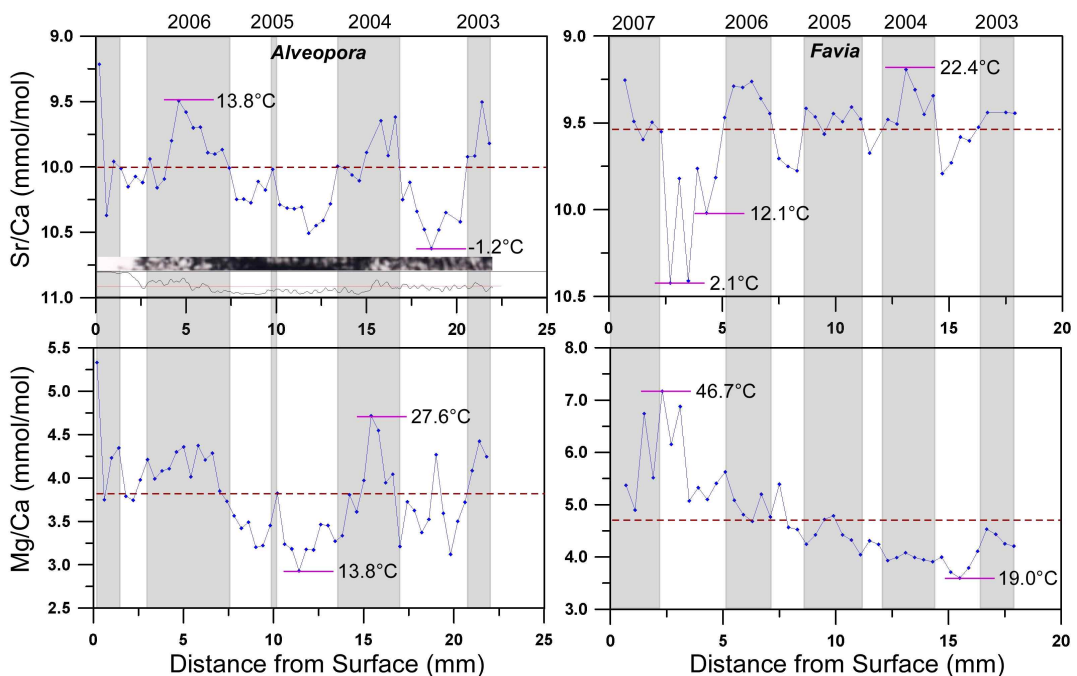 2006 2005 2004 2003
2007 2006 2005 2004 2003
Alveopora
Favia
Sr/Ca (mmol/mol)
9.0
9.5
10.0
10.5
11.0
13.8°C
-1.2°C
0 5 10 15 20 25
9.0
9.5
10.0
10.5
22.4°C
12.1°C
2.1°C
0 5 10 15 20
Mg/Ca (mmol/mol)
5.5
5.0
4.5
4.0
3.5
3.0
2.5
27.6°C
13.8°C
0 5 10 15 20 25
Distance from Surface (mm)
8.0
7.0
6.0
5.0
4.0
3.0
46.7°C
19.0°C
0 5 10 15 20
Distance from Surface (mm)